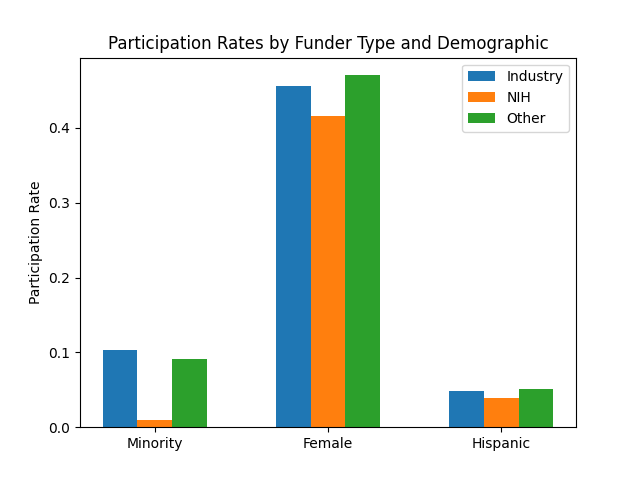 Participation Rates by Funder Type and Demographic
Industry
NIH
Other
Participation Rate
0.4
0.3
0.2
0.1
0.0
Minority
Female
Hispanic